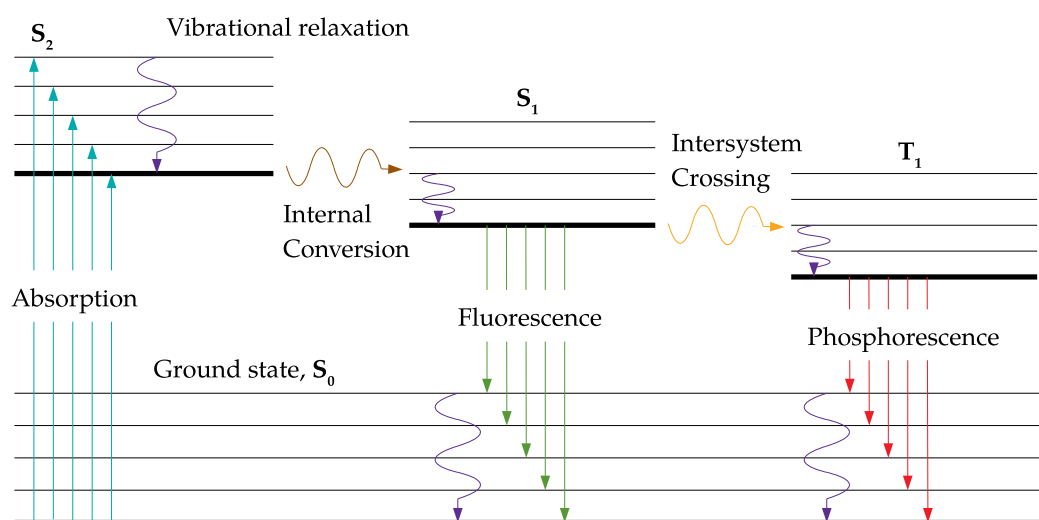 Vibrational relaxation
S2
S1
Intersystem
Crossing
T1
Internal
Conversion
Absorption
Fluorescence
Phosphorescence
Ground state, S0